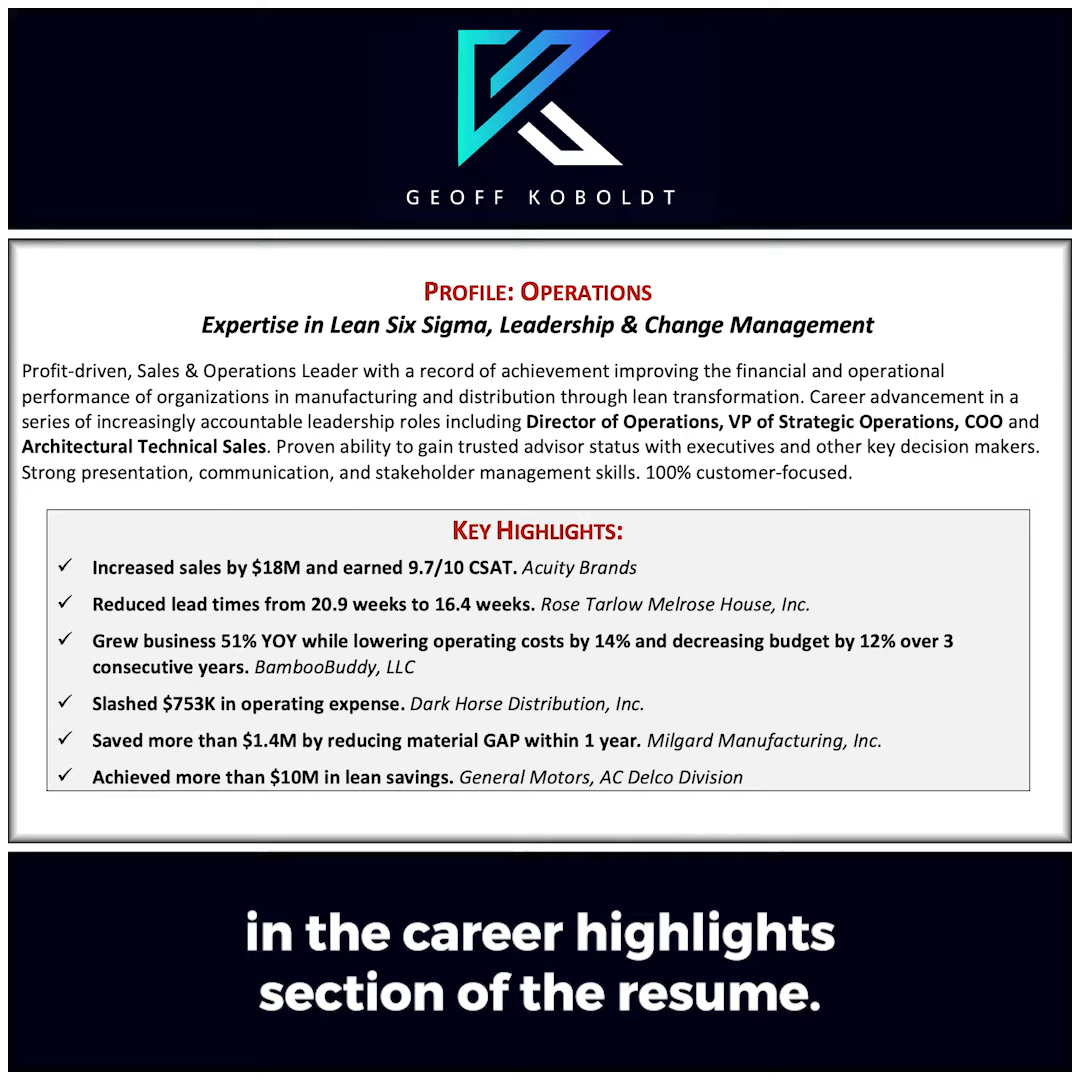 GEOFF KOBOLDT
PROFILE: OPERATIONS
Expertise in Lean Six Sigma, Leadership & Change Management
Profit-driven, Sales & Operations Leader with a record of achievement improving the financial and operational
performance of organizations in manufacturing and distribution through lean transformation. Career advancement in a
series of increasingly accountable leadership roles including Director of Operations, VP of Strategic Operations, COO and
Architectural Technical Sales. Proven ability to gain trusted advisor status with executives and other key decision makers.
Strong presentation, communication, and stakeholder management skills. 100% customer-focused.
KEY HIGHLIGHTS:
✓ Increased sales by $18M and earned 9.7/10 CSAT. Acuity Brands
✓ Reduced lead times from 20.9 weeks to 16.4 weeks. Rose Tarlow Melrose House, Inc.
✓ Grew business 51% YOY while lowering operating costs by 14% and decreasing budget by 12% over 3
consecutive years. BambooBuddy, LLC
✓ Slashed $753K in operating expense. Dark Horse Distribution, Inc.
✓ Saved more than $1.4M by reducing material GAP within 1 year. Milgard Manufacturing, Inc.
✓ Achieved more than $10M in lean savings. General Motors, AC Delco Division
in the career highlights
section of the resume.